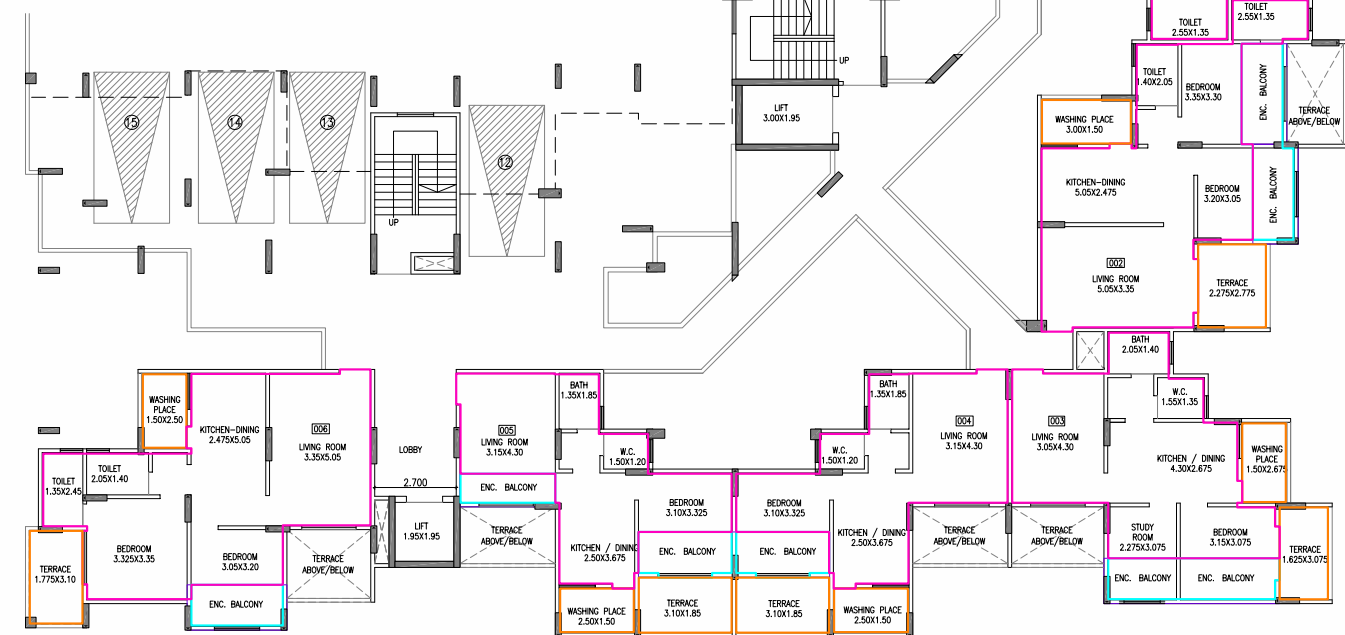 TOILET
2.55X1.35
TOILET
2.55X1.35
UP
LIFT
3.00X1.95
TOILET
1.40X2.05
BEDROOM
3.35X3.30
ENC. BALCONY
TERRACE
ABOVE/BELOW
WASHING PLACE
3.00X1.50
15
14
13
12
UP
KITCHEN-DINING
5.05X2.475
BEDROOM
3.20X3.05
ENC. BALCONY
002
LIVING ROOM
5.05X3.35
TERRACE
2.275X2.775
BATH
2.05X1.40
WASHING
PLACE
1.50X2.50
KITCHEN-DINING
2.475X5.05
006
LIVING ROOM
3.35X5.05
LOBBY
2.700
005
LIVING ROOM
3.15X4.30
ENC. BALCONY
BATH
1.35X1.85
W.C.
1.50X1.20
BATH
1.35X1.85
W.C.
1.50X1.20
004
LIVING ROOM
3.15X4.30
003
LIVING ROOM
3.05X4.30
W.C.
1.55X1.35
KITCHEN / DINING
4.30X2.675
WASHING
PLACE
1.50X2.675
TOILET
1.35X2.45
TOILET
2.05X1.40
BEDROOM
3.325X3.35
BEDROOM
3.05X3.20
ENC. BALCONY
TERRACE
1.775X3.10
TERRACE
ABOVE/BELOW
LIFT
1.95X1.95
TERRACE
ABOVE/BELOW
KITCHEN / DINING
2.50X3.675
BEDROOM
3.10X3.325
ENC. BALCONY
BEDROOM
3.10X3.325
ENC. BALCONY
KITCHEN / DINING
2.50X3.675
TERRACE
ABOVE/BELOW
TERRACE
ABOVE/BELOW
STUDY
ROOM
2.275X3.075
BEDROOM
3.15X3.075
ENC. BALCONY
ENC. BALCONY
TERRACE
1.625X3.075
WASHING PLACE
2.50X1.50
TERRACE
3.10X1.85
TERRACE
3.10X1.85
WASHING PLACE
2.50X1.50